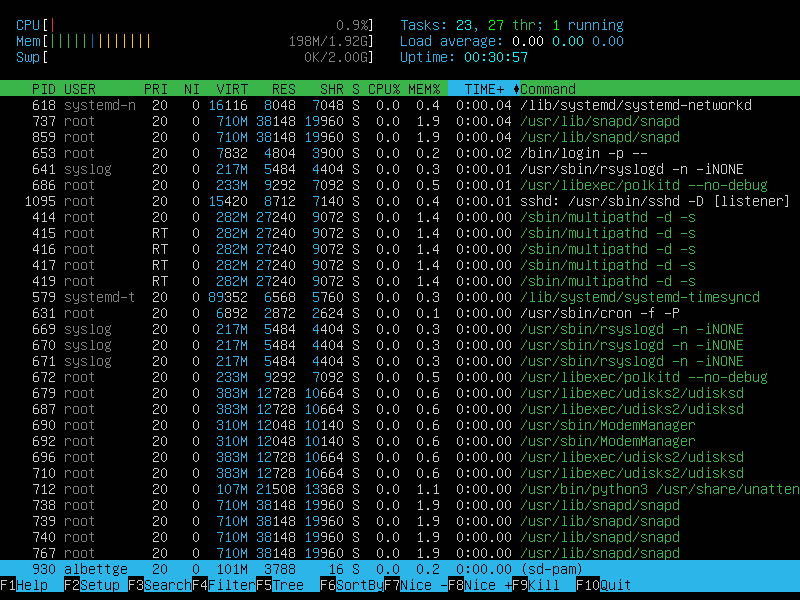 CPU[| 0.9%] Tasks: 23, 27 thr; 1 running
Mem[||||||||||||| 198M/1.92G] Load average: 0.00 0.00 0.00
Swp[ 0K/2.00G] Uptime: 00:30:57
PID USER PRI NI VIRT RES SHR S CPU% MEM% TIME+ Command
618 systemd-n 20 0 16116 8048 7048 S 0.0 0.4 0:00.04 /lib/systemd/systemd-networkd
737 root 20 0 710M 38148 19960 S 0.0 1.9 0:00.04 /usr/lib/snapd/snapd
859 root 20 0 710M 38148 19960 S 0.0 1.9 0:00.04 /usr/lib/snapd/snapd
653 root 20 0 7832 4804 3900 S 0.0 0.2 0:00.02 /bin/login -p --
641 syslog 20 0 217M 5484 4404 S 0.0 0.3 0:00.01 /usr/sbin/rsyslogd -n -iNONE
686 root 20 0 233M 9292 7092 S 0.0 0.5 0:00.01 /usr/libexec/polkitd --no-debug
1095 root 20 0 15420 8712 7140 S 0.0 0.4 0:00.01 sshd: /usr/sbin/sshd -D [listener]
414 root 20 0 282M 27240 9072 S 0.0 1.4 0:00.00 /sbin/multipathd -d -s
415 root RT 0 282M 27240 9072 S 0.0 1.4 0:00.00 /sbin/multipathd -d -s
416 root RT 0 282M 27240 9072 S 0.0 1.4 0:00.00 /sbin/multipathd -d -s
417 root RT 0 282M 27240 9072 S 0.0 1.4 0:00.00 /sbin/multipathd -d -s
419 root RT 0 282M 27240 9072 S 0.0 1.4 0:00.00 /sbin/multipathd -d -s
579 systemd-t 20 0 89352 6568 5760 S 0.0 0.3 0:00.00 /lib/systemd/systemd-timesyncd
631 root 20 0 6892 2872 2624 S 0.0 0.1 0:00.00 /usr/sbin/cron -f -P
669 syslog 20 0 217M 5484 4404 S 0.0 0.3 0:00.00 /usr/sbin/rsyslogd -n -iNONE
670 syslog 20 0 217M 5484 4404 S 0.0 0.3 0:00.00 /usr/sbin/rsyslogd -n -iNONE
671 syslog 20 0 217M 5484 4404 S 0.0 0.3 0:00.00 /usr/sbin/rsyslogd -n -iNONE
672 root 20 0 233M 9292 7092 S 0.0 0.5 0:00.00 /usr/libexec/polkitd --no-debug
679 root 20 0 383M 12728 10664 S 0.0 0.6 0:00.00 /usr/libexec/udisks2/udisksd
687 root 20 0 383M 12728 10664 S 0.0 0.6 0:00.00 /usr/libexec/udisks2/udisksd
690 root 20 0 310M 12048 10140 S 0.0 0.6 0:00.00 /usr/sbin/ModemManager
692 root 20 0 310M 12048 10140 S 0.0 0.6 0:00.00 /usr/sbin/ModemManager
696 root 20 0 383M 12728 10664 S 0.0 0.6 0:00.00 /usr/libexec/udisks2/udisksd
710 root 20 0 383M 12728 10664 S 0.0 0.6 0:00.00 /usr/libexec/udisks2/udisksd
712 root 20 0 107M 21508 13368 S 0.0 1.1 0:00.00 /usr/bin/python3 /usr/share/unatten
738 root 20 0 710M 38148 19960 S 0.0 1.9 0:00.00 /usr/lib/snapd/snapd
739 root 20 0 710M 38148 19960 S 0.0 1.9 0:00.00 /usr/lib/snapd/snapd
740 root 20 0 710M 38148 19960 S 0.0 1.9 0:00.00 /usr/lib/snapd/snapd
767 root 20 0 710M 38148 19960 S 0.0 1.9 0:00.00 /usr/lib/snapd/snapd
930 albettge 20 0 101M 3788 16 S 0.0 0.2 0:00.00 (sd-pam)
F1Help F2Setup F3SearchF4FilterF5Tree F6SortByF7Nice -F8Nice +F9Kill F10Quit